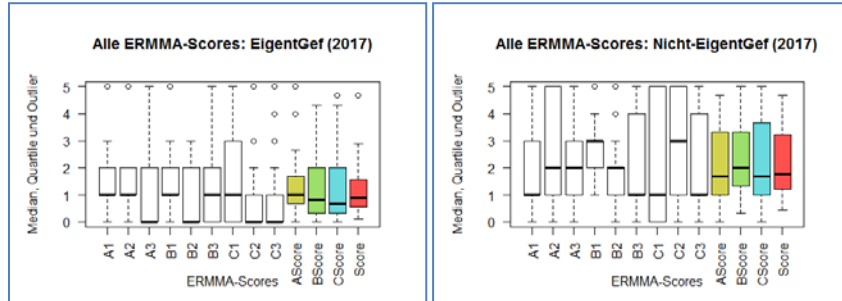 Alle ERMMA-Scores: EigentGef (2017)
Median, Quartile und Outlier
5
4
3
2
1
0
A1 A2 A3 B1 B2 B3 C1 C2 C3 AScore BScore CScore Score
ERMMA-Scores
Alle ERMMA-Scores: Nicht-EigentGef (2017)
Median, Quartile und Outlier
5
4
3
2
1
0
A1 A2 A3 B1 B2 B3 C1 C2 C3 AScore BScore CScore Score
ERMMA-Scores